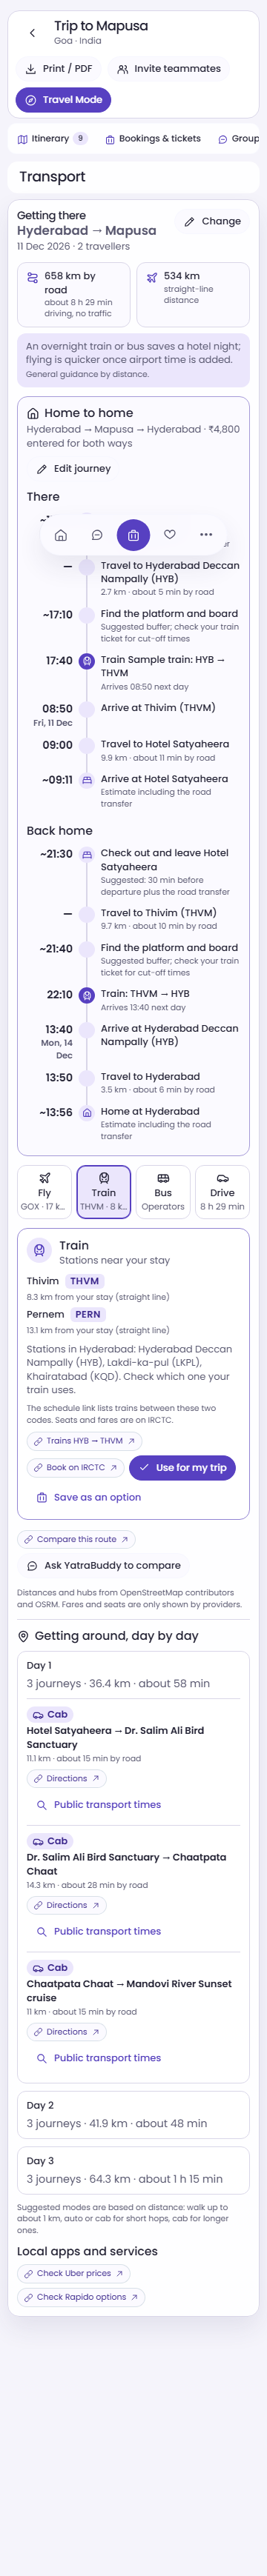 Trip to Mapusa
Goa · India
Print / PDF
Invite teammates
Travel Mode
Itinerary 9
Bookings & tickets
Group
Transport
Getting there
Hyderabad → Mapusa
11 Dec 2026 · 2 travellers
Change
658 km by
road
about 8 h 29 min
driving, no traffic
534 km
straight-line
distance
An overnight train or bus saves a hotel night;
flying is quicker once airport time is added.
General guidance by distance.
Home to home
Hyderabad → Mapusa → Hyderabad · ₹4,800
entered for both ways
Edit journey
There
—
Travel to Hyderabad Deccan
Nampally (HYB)
2.7 km · about 5 min by road
~17:10
Find the platform and board
Suggested buffer; check your train
ticket for cut-off times
17:40
Train Sample train: HYB →
THVM
Arrives 08:50 next day
08:50
Fri, 11 Dec
Arrive at Thivim (THVM)
09:00
Travel to Hotel Satyaheera
9.9 km · about 11 min by road
~09:11
Arrive at Hotel Satyaheera
Estimate including the road
transfer
Back home
~21:30
Check out and leave Hotel
Satyaheera
Suggested: 30 min before
departure plus the road transfer
—
Travel to Thivim (THVM)
9.7 km · about 10 min by road
~21:40
Find the platform and board
Suggested buffer; check your train
ticket for cut-off times
22:10
Train: THVM → HYB
Arrives 13:40 next day
13:40
Mon, 14
Dec
Arrive at Hyderabad Deccan
Nampally (HYB)
13:50
Travel to Hyderabad
3.5 km · about 6 min by road
~13:56
Home at Hyderabad
Estimate including the road
transfer
Fly
GOX · 17 k...
Train
THVM · 8 k...
Bus
Operators
Drive
8 h 29 min
Train
Stations near your stay
Thivim THVM
8.3 km from your stay (straight line)
Pernem PERN
13.1 km from your stay (straight line)
Stations in Hyderabad: Hyderabad Deccan
Nampally (HYB), Lakdi-ka-pul (LKPL),
Khairatabad (KQD). Check which one your
train uses.
The schedule link lists trains between these two
codes. Seats and fares are on IRCTC.
Trains HYB → THVM
Book on IRCTC
Use for my trip
Save as an option
Compare this route
Ask YatraBuddy to compare
Distances and hubs from OpenStreetMap contributors
and OSRM. Fares and seats are only shown by providers.
Getting around, day by day
Day 1
3 journeys · 36.4 km · about 58 min
Cab
Hotel Satyaheera → Dr. Salim Ali Bird
Sanctuary
11.1 km · about 15 min by road
Directions
Public transport times
Cab
Dr. Salim Ali Bird Sanctuary → Chaatpata
Chaat
14.3 km · about 28 min by road
Directions
Public transport times
Cab
Chaatpata Chaat → Mandovi River Sunset
cruise
11 km · about 15 min by road
Directions
Public transport times
Day 2
3 journeys · 41.9 km · about 48 min
Day 3
3 journeys · 64.3 km · about 1 h 15 min
Suggested modes are based on distance: walk up to
about 1 km, auto or cab for short hops, cab for longer
ones.
Local apps and services
Check Uber prices
Check Rapido options